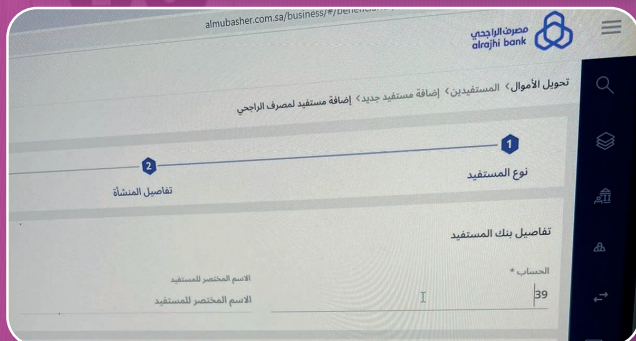 almubasher.com.sa/business/#/beneficia
مصرف الراجحي
alrajhi bank
تحويل الأموال> المستفيدين> إضافة مستفيد جديد> إضافة مستفيد لمصرف الراجحي
1
2
نوع المستفيد
تفاصيل المنشأة
تفاصيل بنك المستفيد
الحساب *
الاسم المختصر للمستفيد
39
الاسم المختصر للمستفيد